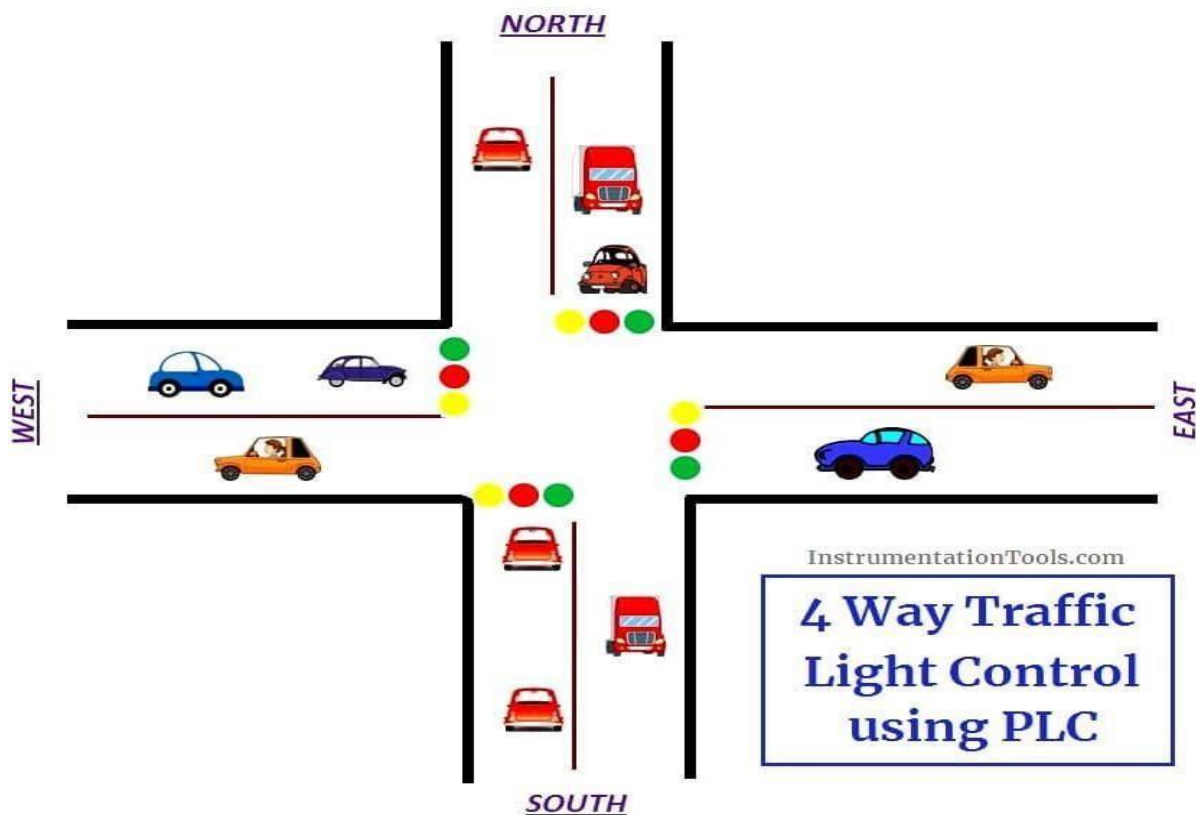 NORTH
WEST
EAST
InstrumentationTools.com
4 Way Traffic
Light Control
using PLC
SOUTH